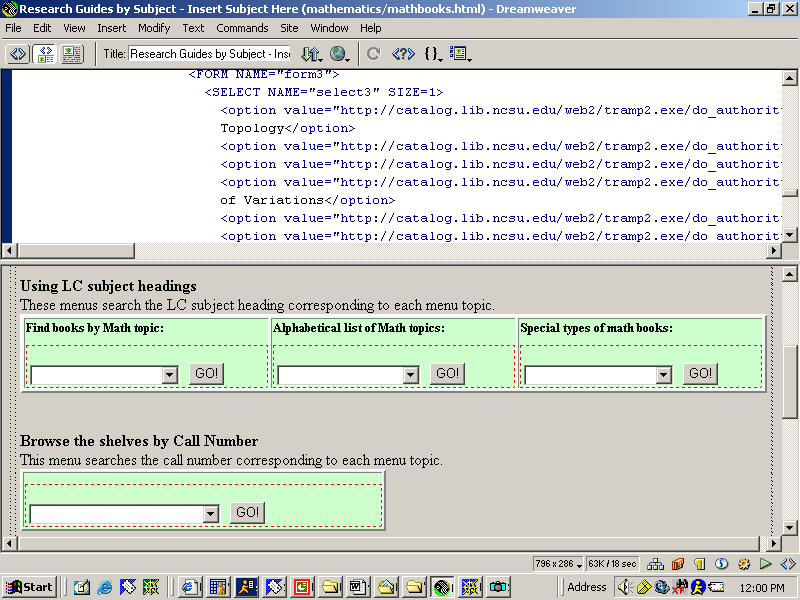 Research Guides by Subject - Insert Subject Here (mathematics/mathbooks.html) - Dreamweaver
File Edit View Insert Modify Text Commands Site Window Help
Title: Research Guides by Subject - Inse
<FORM NAME="form3">
<SELECT NAME="select3" SIZE=1>
<option value="http://catalog.lib.ncsu.edu/web2/tramp2.exe/do_authorit
Topology</option>
<option value="http://catalog.lib.ncsu.edu/web2/tramp2.exe/do_authorit
<option value="http://catalog.lib.ncsu.edu/web2/tramp2.exe/do_authorit
<option value="http://catalog.lib.ncsu.edu/web2/tramp2.exe/do_authorit
of Variations</option>
<option value="http://catalog.lib.ncsu.edu/web2/tramp2.exe/do_authorit
<option value="http://catalog.lib.ncsu.edu/web2/tramp2.exe/do_authorit
Using LC subject headings
These menus search the LC subject heading corresponding to each menu topic.
Find books by Math topic: Alphabetical list of Math topics: Special types of math books:
GO! GO! GO!
Browse the shelves by Call Number
This menu searches the call number corresponding to each menu topic.
GO!
796 x 286 63K / 18 sec
Start Address 12:00 PM